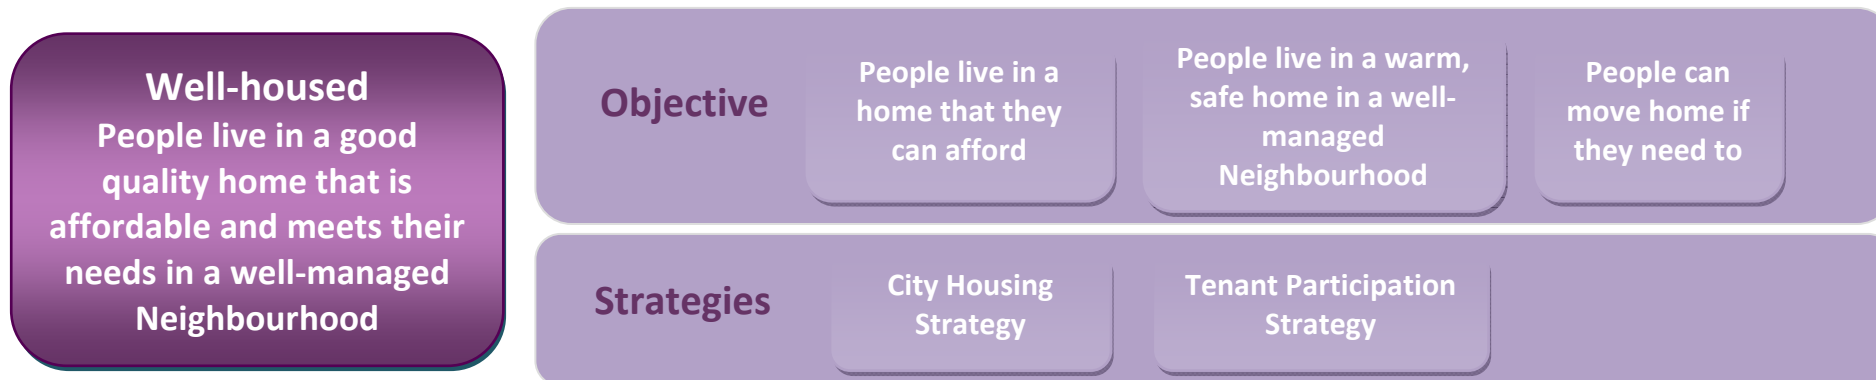 Well-housed
People live in a good
quality home that is
affordable and meets their
needs in a well-managed
Neighbourhood
Objective
People live in a
home that they
can afford
People live in a warm,
safe home in a well-
managed
Neighbourhood
People can
move home if
they need to
Strategies
City Housing
Strategy
Tenant Participation
Strategy